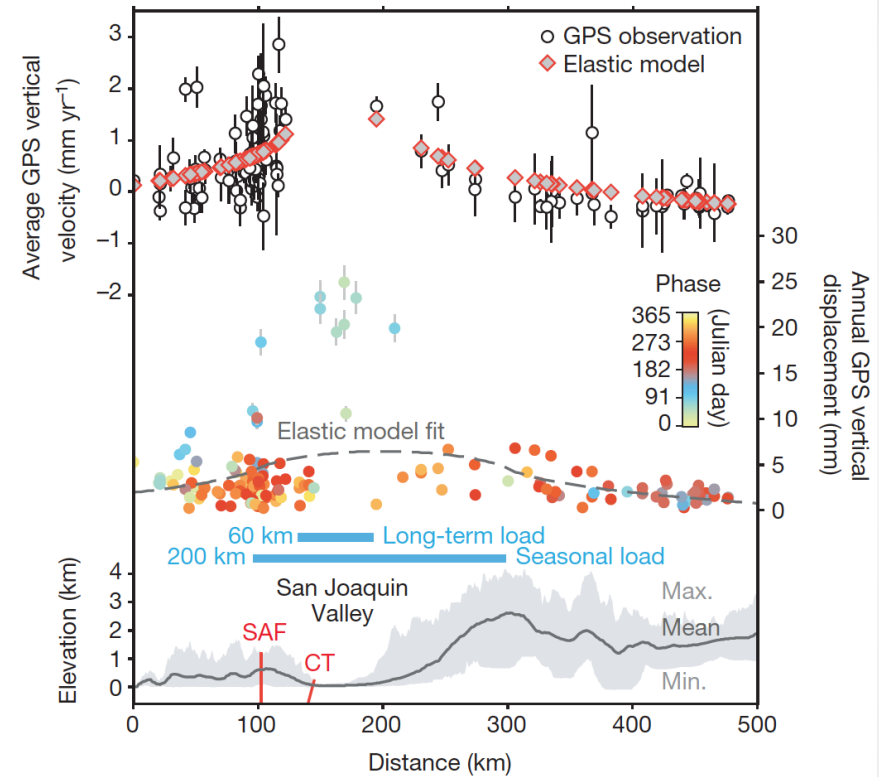 GPS observation
Elastic model
3
2
1
0
−1
−2
Average GPS vertical
velocity (mm yr⁻¹)
30
25
20
15
10
5
0
Annual GPS vertical
displacement (mm)
Phase
365
273
182
91
0
(Julian day)
Elastic model fit
60 km
Long-term load
200 km
Seasonal load
4
3
2
1
0
Elevation (km)
San Joaquin
Valley
SAF
CT
Max.
Mean
Min.
0
100
200
300
400
500
Distance (km)